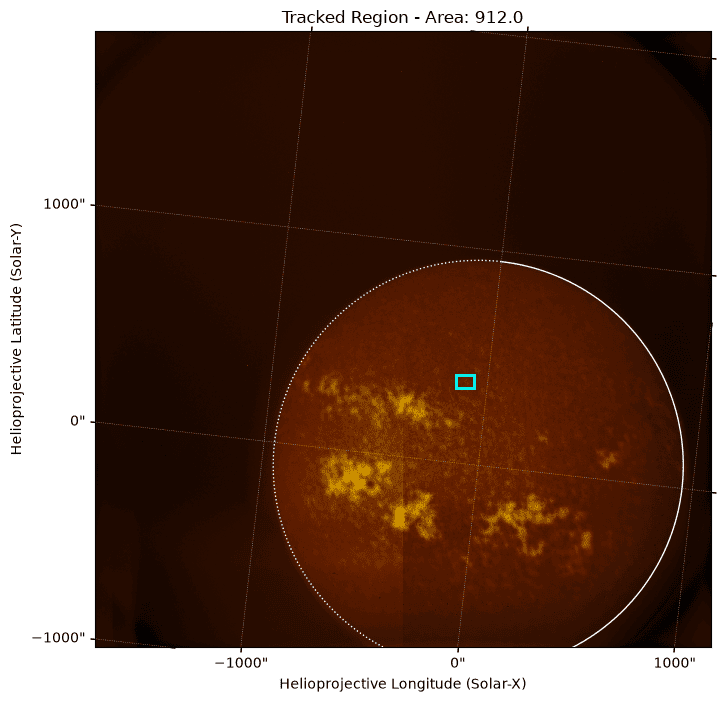 Tracked Region - Area: 912.0
1000"
0"
−1000"
Helioprojective Latitude (Solar-Y)
−1000"
0"
1000"
Helioprojective Longitude (Solar-X)